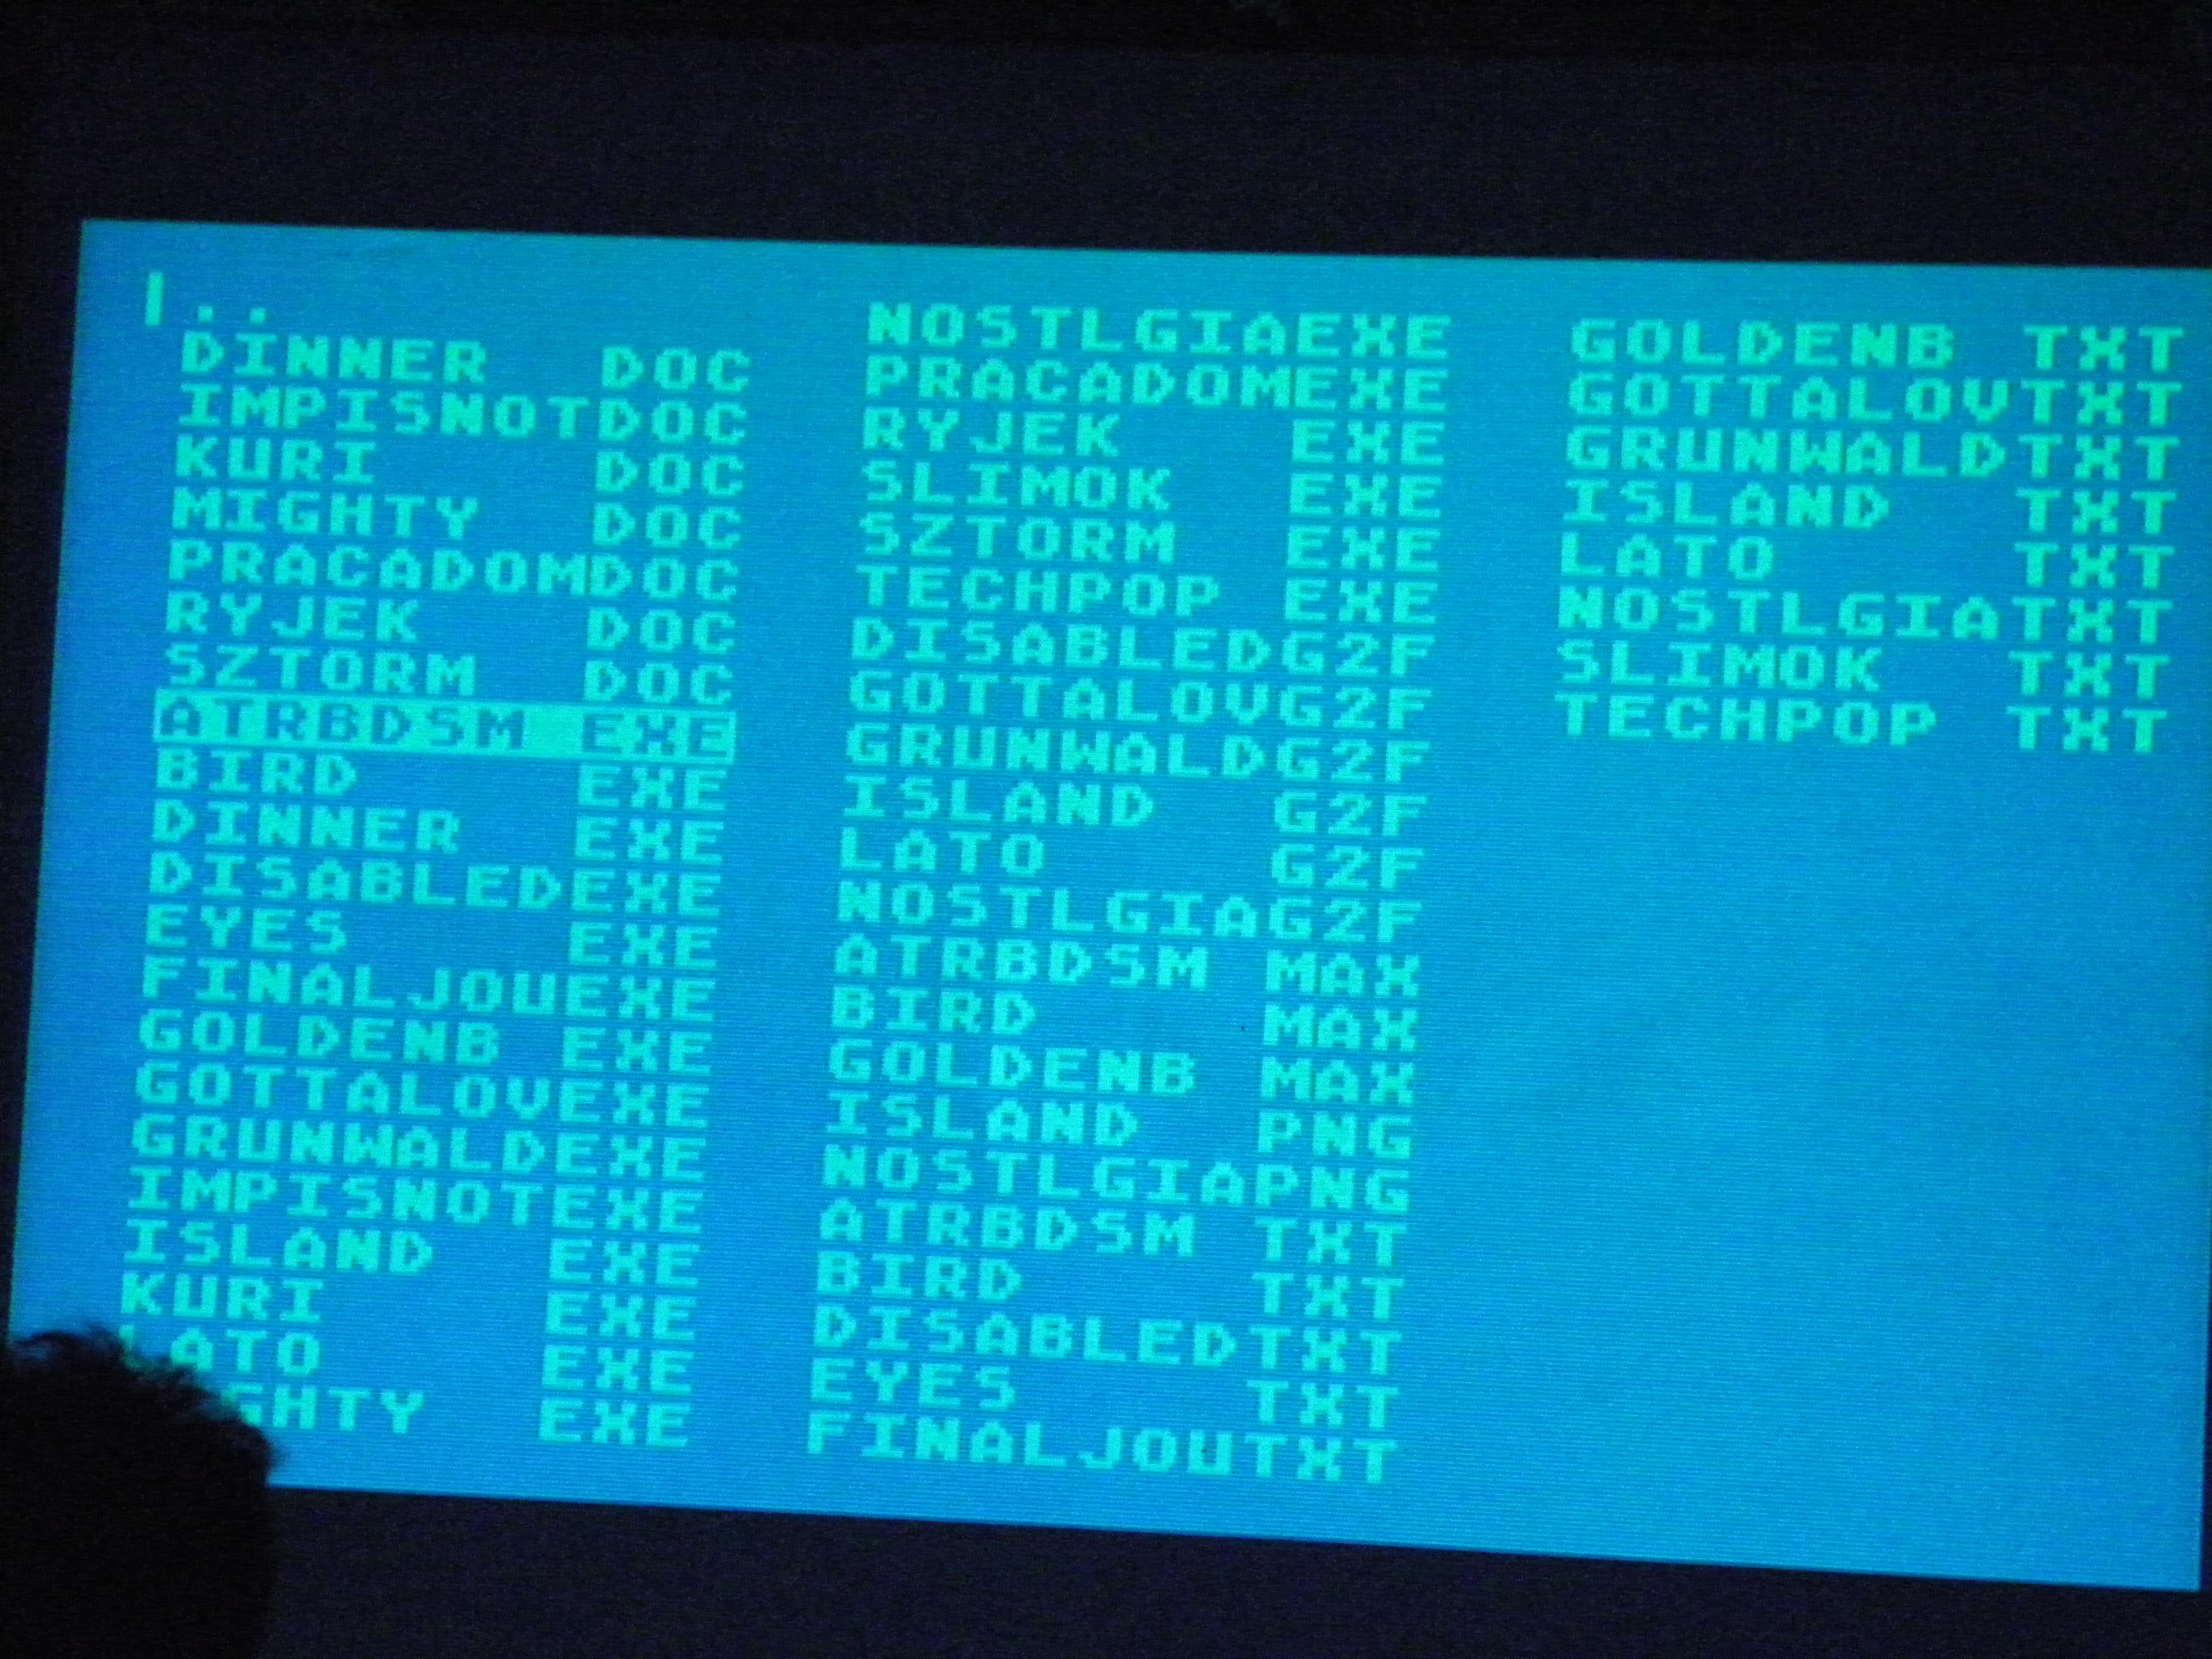 ..
DINNER DOC
IMPISNOTDOC
KURI DOC
MIGHTY DOC
PRACADOMDOC
RYJEK DOC
SZTORM DOC
ATRBDSM EXE
BIRD EXE
DINNER EXE
DISABLEDEXE
EYES EXE
FINALJOUEXE
GOLDENB EXE
GOTTALOVEXE
GRUNWALDEXE
IMPISNOTEXE
ISLAND EXE
KURI EXE
LATO EXE
GHTY EXE
NOSTLGIAEXE
PRACADOMEXE
RYJEK EXE
SLIMOK EXE
SZTORM EXE
TECHPOP EXE
DISABLEDG2F
GOTTALOVG2F
GRUNWALDG2F
ISLAND G2F
LATO G2F
NOSTLGIAG2F
ATRBDSM MAX
BIRD MAX
GOLDENB MAX
ISLAND PNG
NOSTLGIAPNG
ATRBDSM TXT
BIRD TXT
DISABLEDTXT
EYES TXT
FINALJOUTXT
GOLDENB TXT
GOTTALOVTXT
GRUNWALDTXT
ISLAND TXT
LATO TXT
NOSTLGIATXT
SLIMOK TXT
TECHPOP TXT